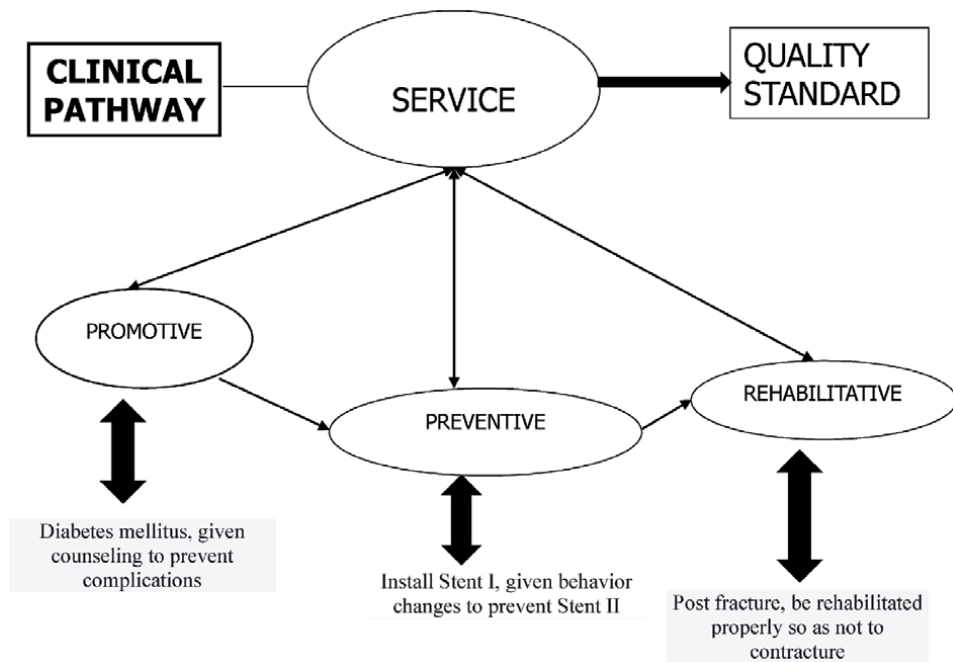 CLINICAL
PATHWAY
SERVICE
QUALITY
STANDARD
PROMOTIVE
PREVENTIVE
REHABILITATIVE
Diabetes mellitus, given
counseling to prevent
complications
Install Stent I, given behavior
changes to prevent Stent II
Post fracture, be rehabilitated
properly so as not to
contracture